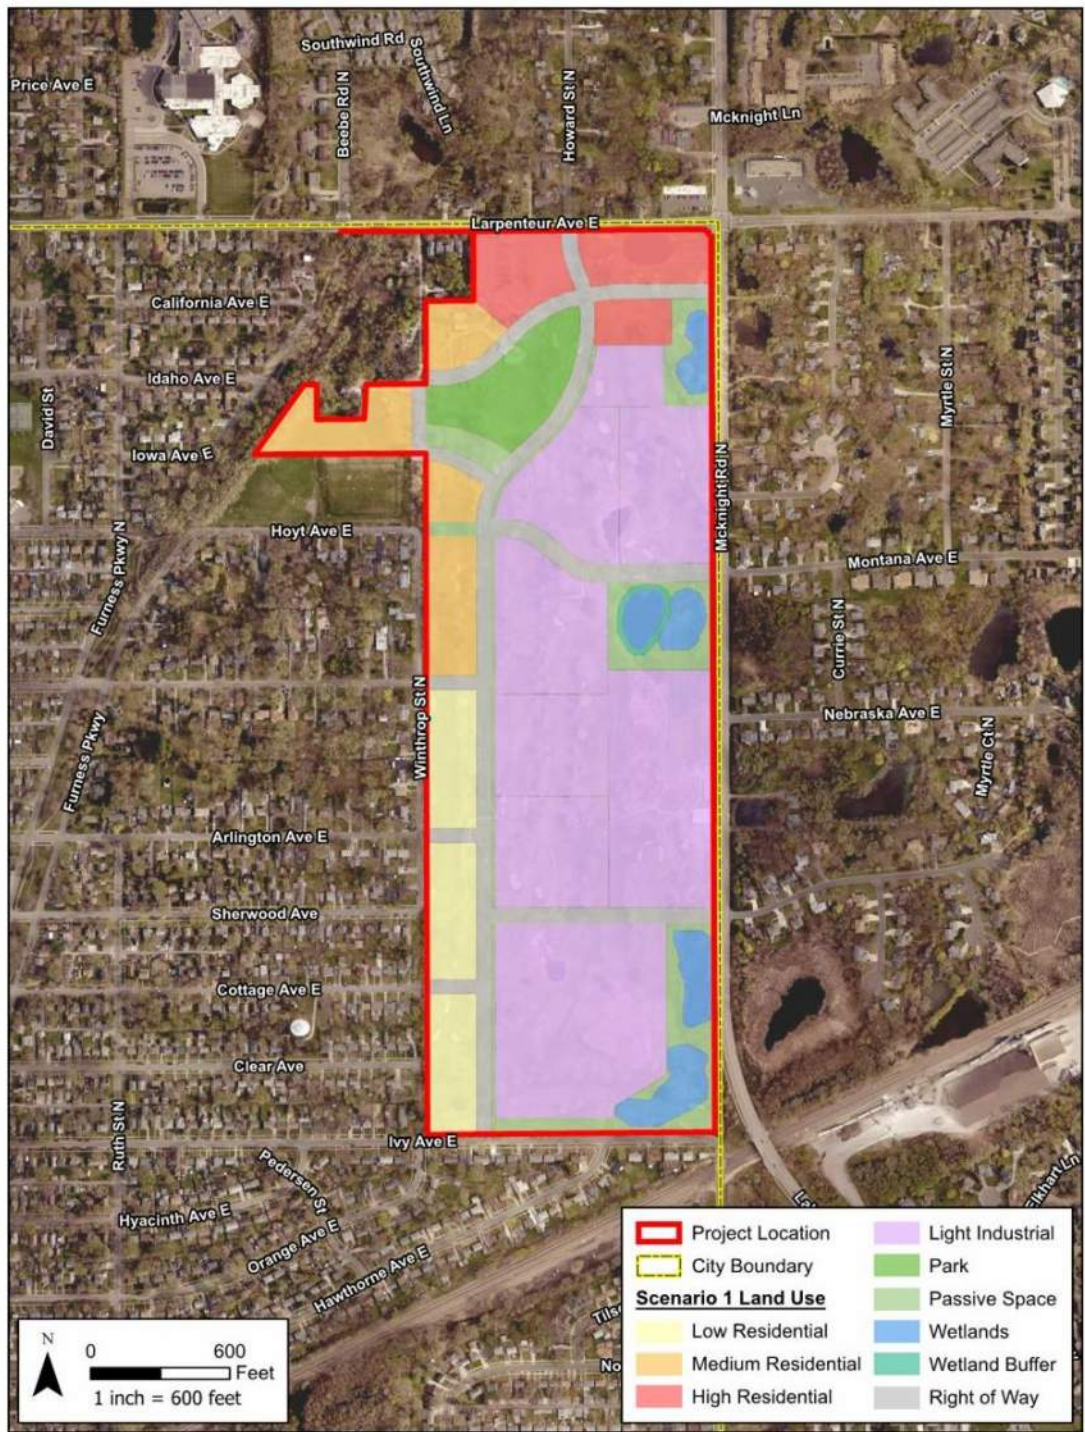 Southwind Rd
Southwind Ln
Price Ave E
Beebe Rd N
Howard St N
Mcknight Ln
Larpenteur Ave E
California Ave E
Idaho Ave E
David St
Iowa Ave E
Myrtle St N
Mcknight Rd N
Hoyt Ave E
Furness Pkwy N
Montana Ave E
Currie St N
Winthrop St N
Nebraska Ave E
Furness Pkwy
Myrtle Ct N
Arlington Ave E
Sherwood Ave
Cottage Ave E
Clear Ave
Ruth St N
Ivy Ave E
Pedersen St
Elkhart Ln
Hyacinth Ave E
Orange Ave E
Hawthorne Ave E
Project Location
City Boundary
Scenario 1 Land Use
Low Residential
Medium Residential
High Residential
Light Industrial
Park
Passive Space
Wetlands
Wetland Buffer
Right of Way
N
0 600
Feet
1 inch = 600 feet